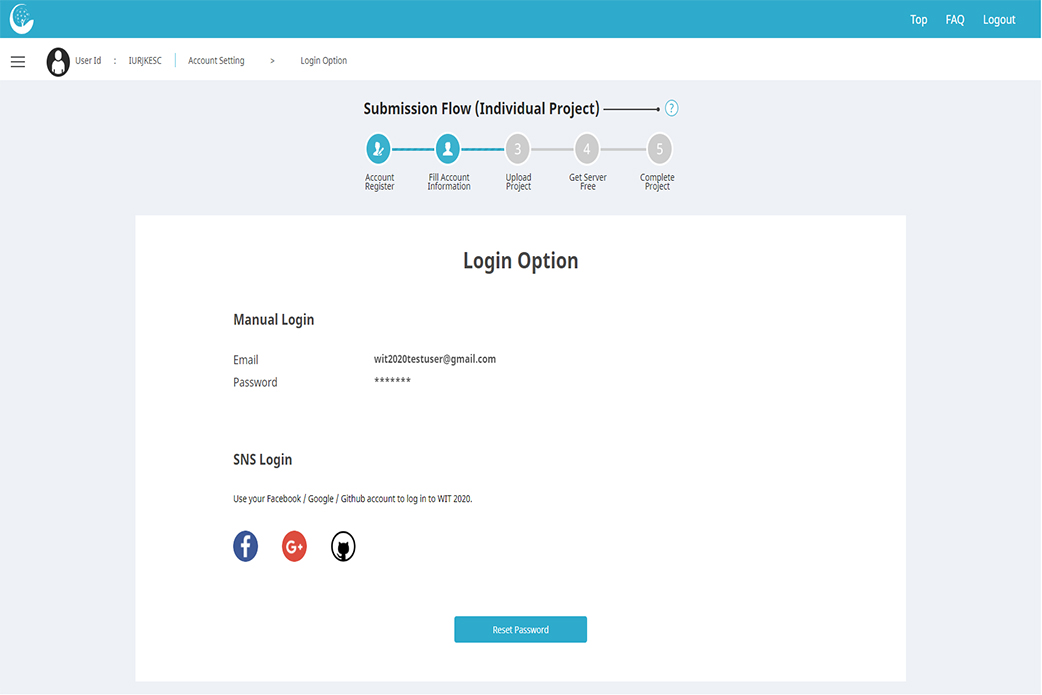 Top FAQ Logout
User Id : IURJKESC Account Setting > Login Option
Submission Flow (Individual Project) ?
3 4 5
Account Register
Fill Account Information
Upload Project
Get Server Free
Complete Project
Login Option
Manual Login
Email wit2020testuser@gmail.com
Password *******
SNS Login
Use your Facebook / Google / Github account to log in to WIT 2020.
f G+
Reset Password